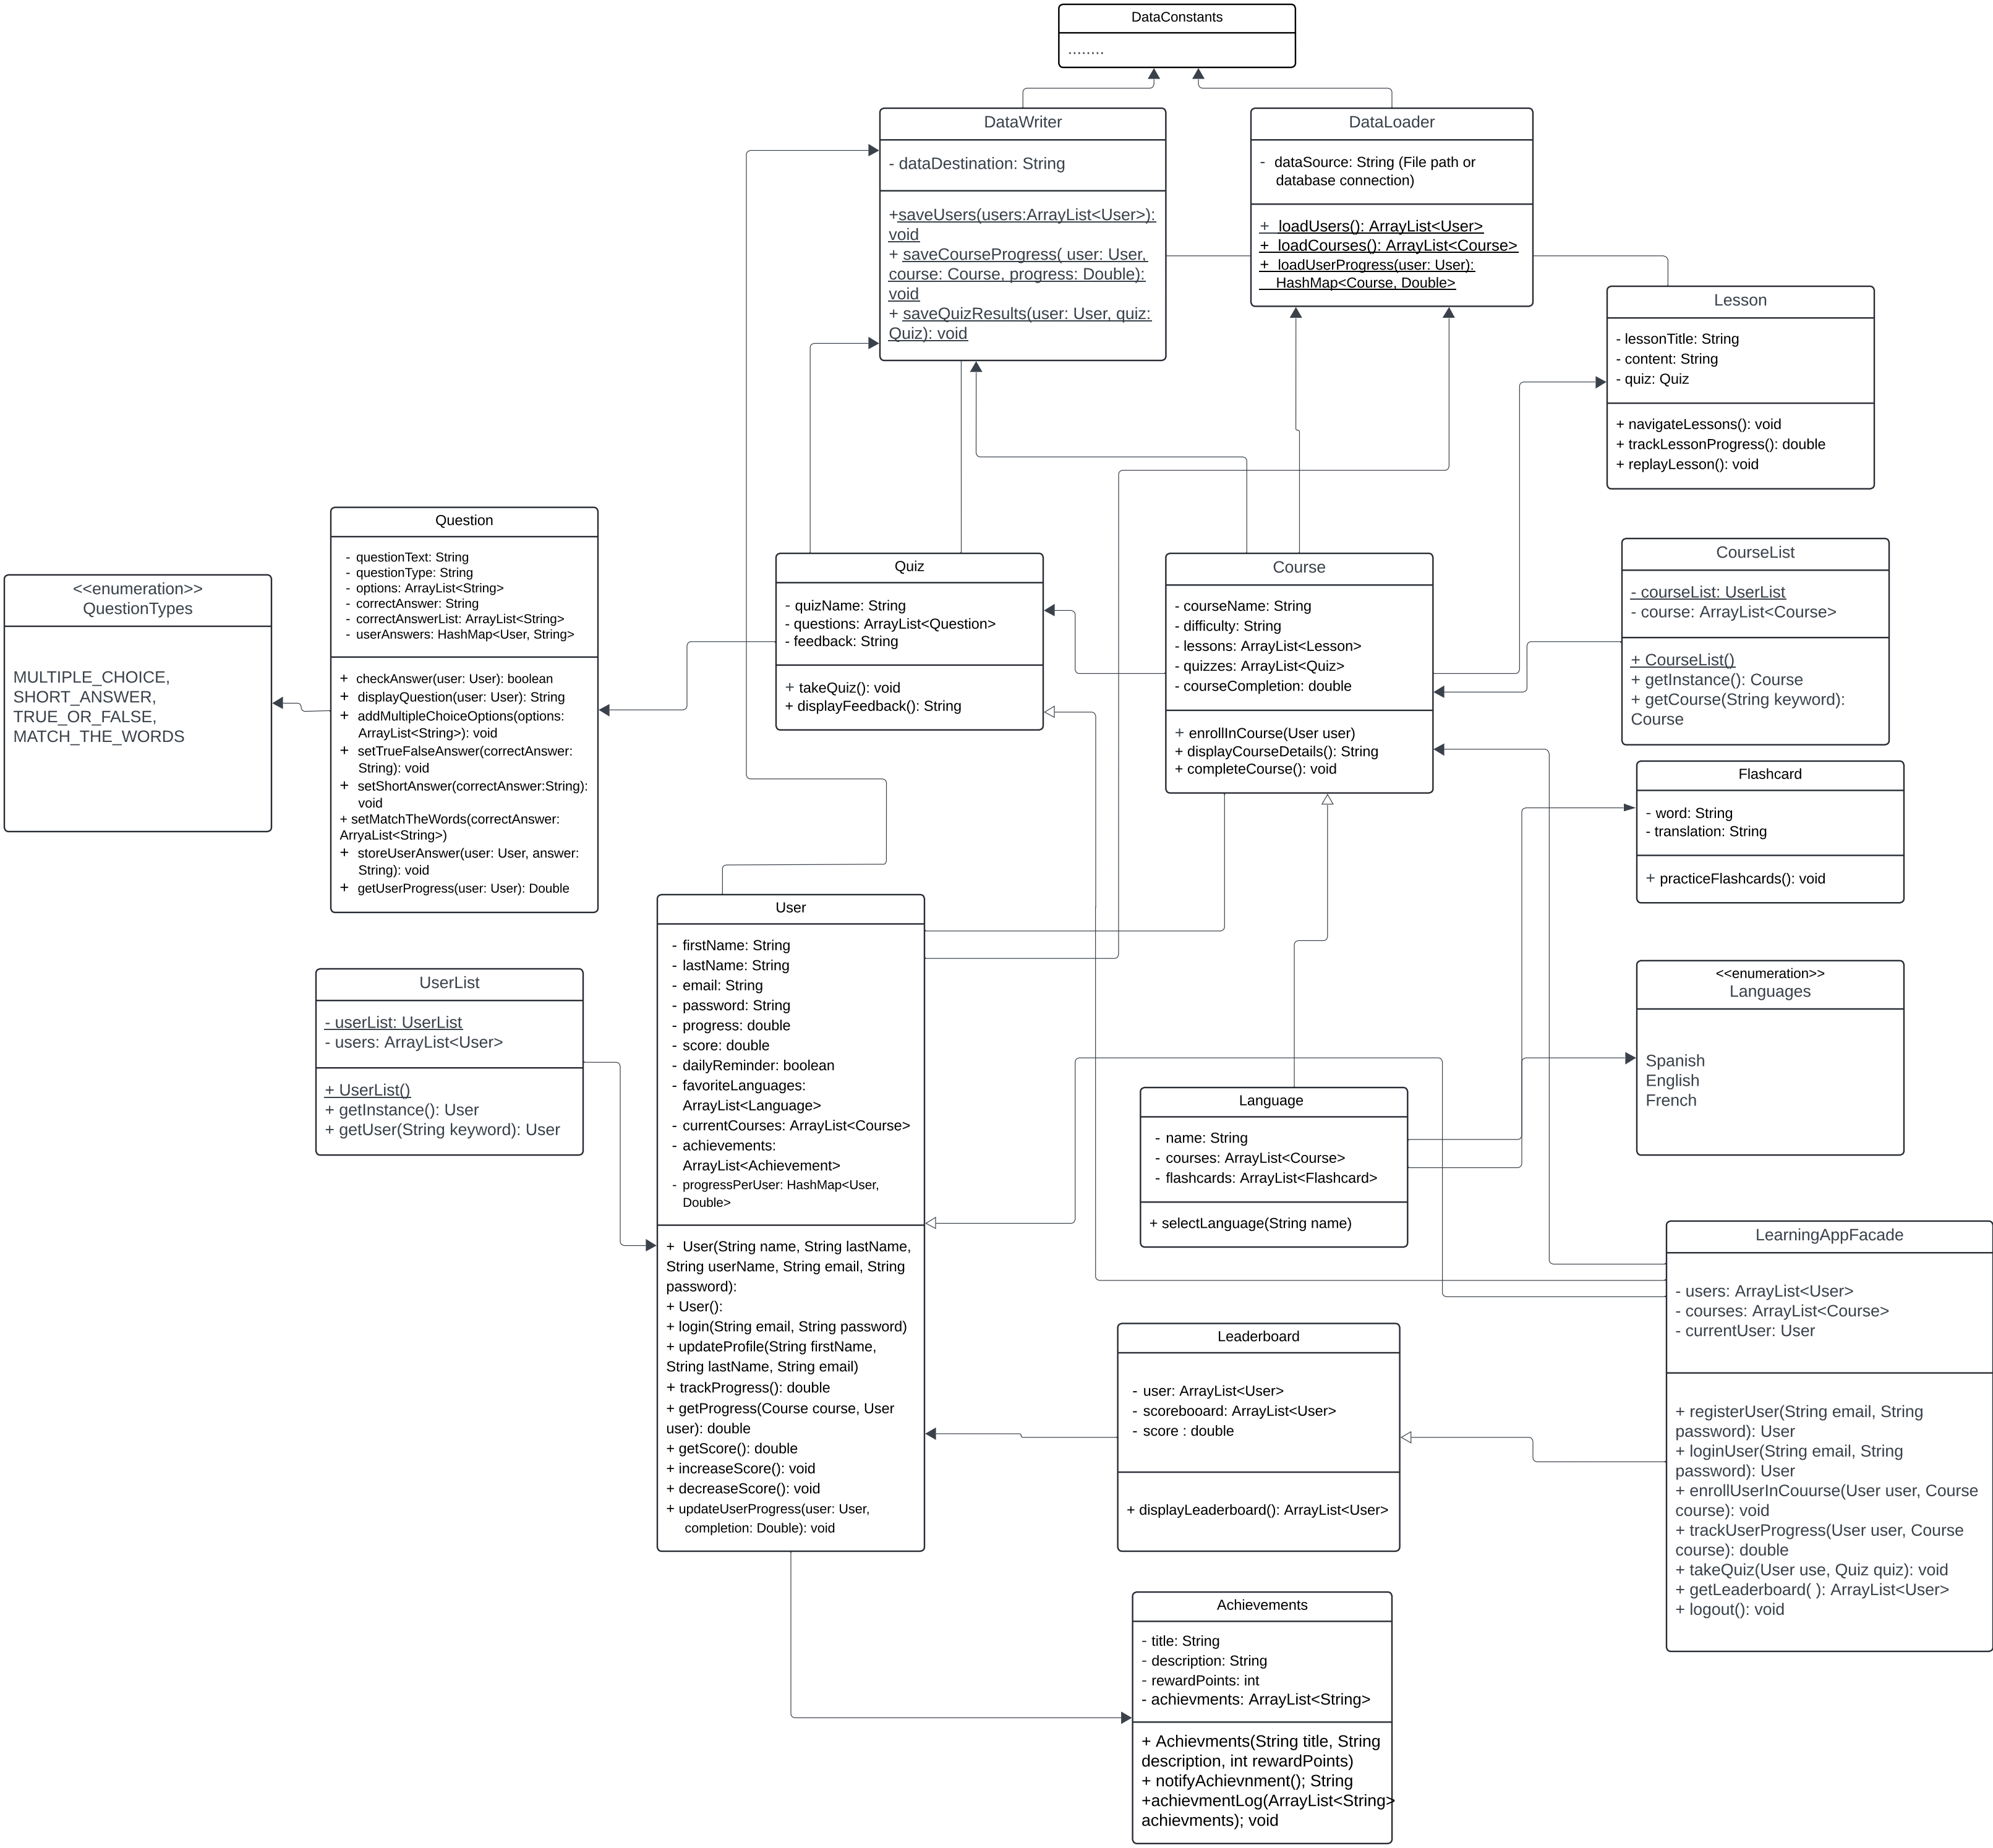 DataConstants
........
DataWriter
- dataDestination: String
+saveUsers(users:ArrayList<User>):
void
+ saveCourseProgress( user: User,
course: Course, progress: Double):
void
+ saveQuizResults(user: User, quiz:
Quiz): void
DataLoader
- dataSource: String (File path or
database connection)
+ loadUsers(): ArrayList<User>
+ loadCourses(): ArrayList<Course>
+ loadUserProgress(user: User):
HashMap<Course, Double>
Lesson
- lessonTitle: String
- content: String
- quiz: Quiz
+ navigateLessons(): void
+ trackLessonProgress(): double
+ replayLesson(): void
<<enumeration>>
QuestionTypes
MULTIPLE_CHOICE,
SHORT_ANSWER,
TRUE_OR_FALSE,
MATCH_THE_WORDS
Question
- questionText: String
- questionType: String
- options: ArrayList<String>
- correctAnswer: String
- correctAnswerList: ArrayList<String>
- userAnswers: HashMap<User, String>
+ checkAnswer(user: User): boolean
+ displayQuestion(user: User): String
+ addMultipleChoiceOptions(options:
ArrayList<String>): void
+ setTrueFalseAnswer(correctAnswer:
String): void
+ setShortAnswer(correctAnswer:String):
void
+ setMatchTheWords(correctAnswer:
ArryaList<String>)
+ storeUserAnswer(user: User, answer:
String): void
+ getUserProgress(user: User): Double
Quiz
- quizName: String
- questions: ArrayList<Question>
- feedback: String
+ takeQuiz(): void
+ displayFeedback(): String
Course
- courseName: String
- difficulty: String
- lessons: ArrayList<Lesson>
- quizzes: ArrayList<Quiz>
- courseCompletion: double
+ enrollInCourse(User user)
+ displayCourseDetails(): String
+ completeCourse(): void
CourseList
- courseList: UserList
- course: ArrayList<Course>
+ CourseList()
+ getInstance(): Course
+ getCourse(String keyword):
Course
Flashcard
- word: String
- translation: String
+ practiceFlashcards(): void
UserList
- userList: UserList
- users: ArrayList<User>
+ UserList()
+ getInstance(): User
+ getUser(String keyword): User
User
- firstName: String
- lastName: String
- email: String
- password: String
- progress: double
- score: double
- dailyReminder: boolean
- favoriteLanguages:
ArrayList<Language>
- currentCourses: ArrayList<Course>
- achievements:
ArrayList<Achievement>
- progressPerUser: HashMap<User,
Double>
+ User(String name, String lastName,
String userName, String email, String
password):
+ User():
+ login(String email, String password)
+ updateProfile(String firstName,
String lastName, String email)
+ trackProgress(): double
+ getProgress(Course course, User
user): double
+ getScore(): double
+ increaseScore(): void
+ decreaseScore(): void
+ updateUserProgress(user: User,
completion: Double): void
<<enumeration>>
Languages
Spanish
English
French
Language
- name: String
- courses: ArrayList<Course>
- flashcards: ArrayList<Flashcard>
+ selectLanguage(String name)
LearningAppFacade
- users: ArrayList<User>
- courses: ArrayList<Course>
- currentUser: User
+ registerUser(String email, String
password): User
+ loginUser(String email, String
password): User
+ enrollUserInCouurse(User user, Course
course): void
+ trackUserProgress(User user, Course
course): double
+ takeQuiz(User use, Quiz quiz): void
+ getLeaderboard( ): ArrayList<User>
+ logout(): void
Leaderboard
- user: ArrayList<User>
- scorebooard: ArrayList<User>
- score : double
+ displayLeaderboard(): ArrayList<User>
Achievements
- title: String
- description: String
- rewardPoints: int
- achievments: ArrayList<String>
+ Achievments(String title, String
description, int rewardPoints)
+ notifyAchievnment(); String
+achievmentLog(ArrayList<String>
achievments); void